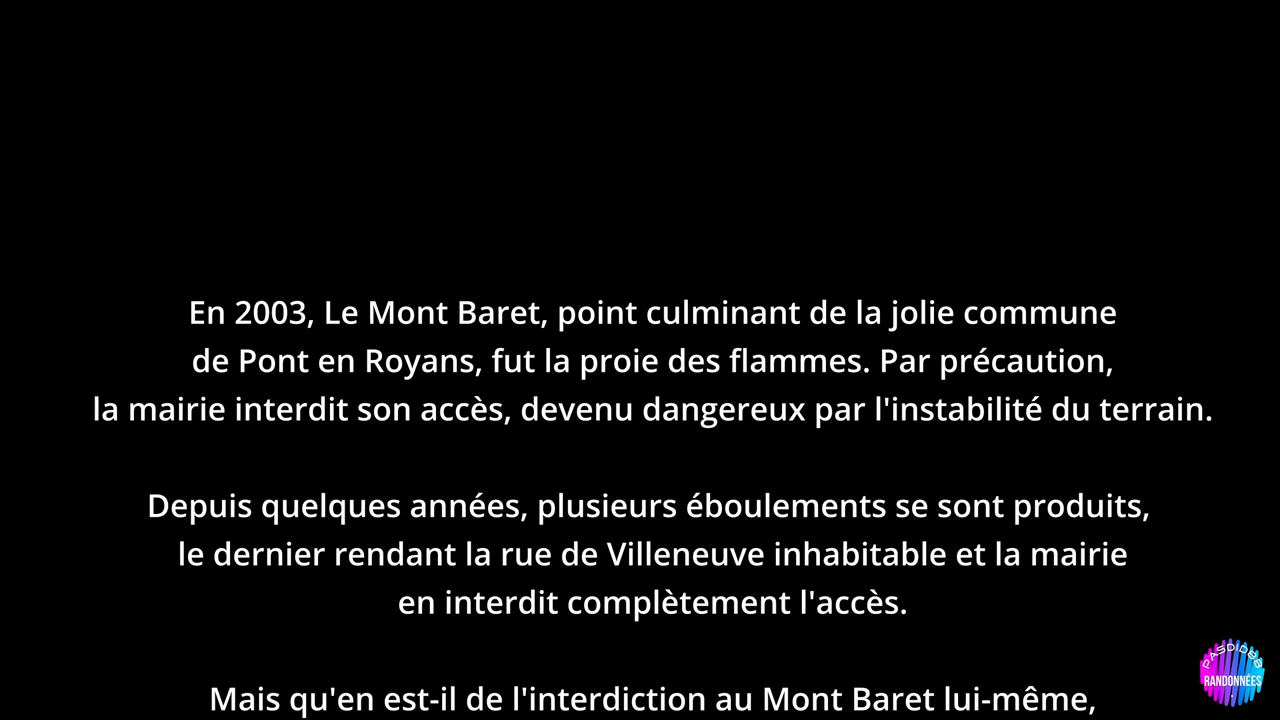 En 2003, Le Mont Baret, point culminant de la jolie commune
de Pont en Royans, fut la proie des flammes. Par précaution,
la mairie interdit son accès, devenu dangereux par l'instabilité du terrain.
Depuis quelques années, plusieurs éboulements se sont produits,
le dernier rendant la rue de Villeneuve inhabitable et la mairie
en interdit complètement l'accès.
Mais qu'en est-il de l'interdiction au Mont Baret lui-même,
PASDID88
RANDONNÉES